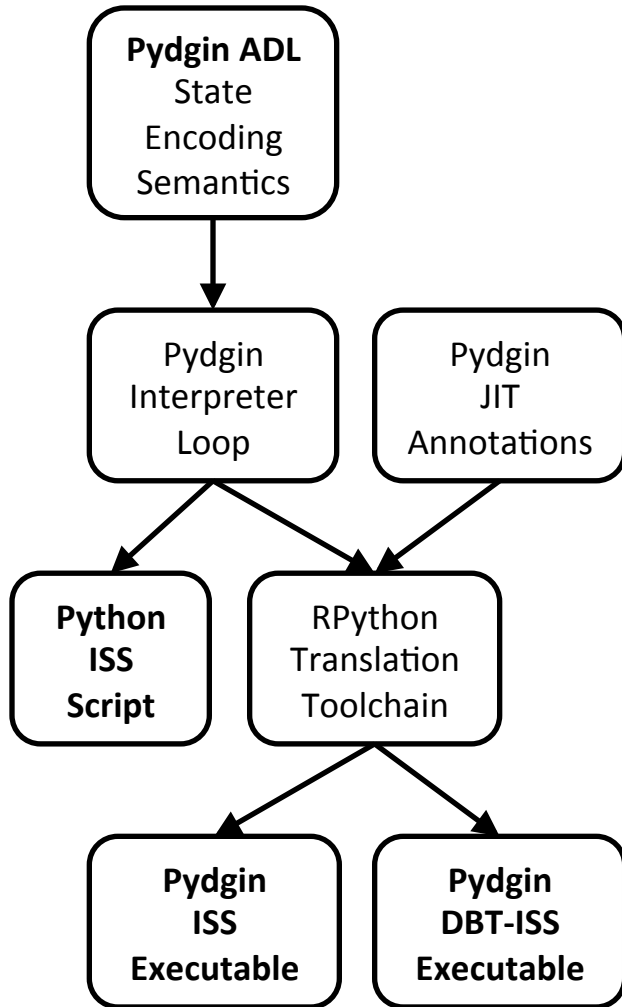 Pydgin ADL
State
Encoding
Semantics
Pydgin
Interpreter
Loop
Pydgin
JIT
Annotations
Python
ISS
Script
RPython
Translation
Toolchain
Pydgin
ISS
Executable
Pydgin
DBT-ISS
Executable